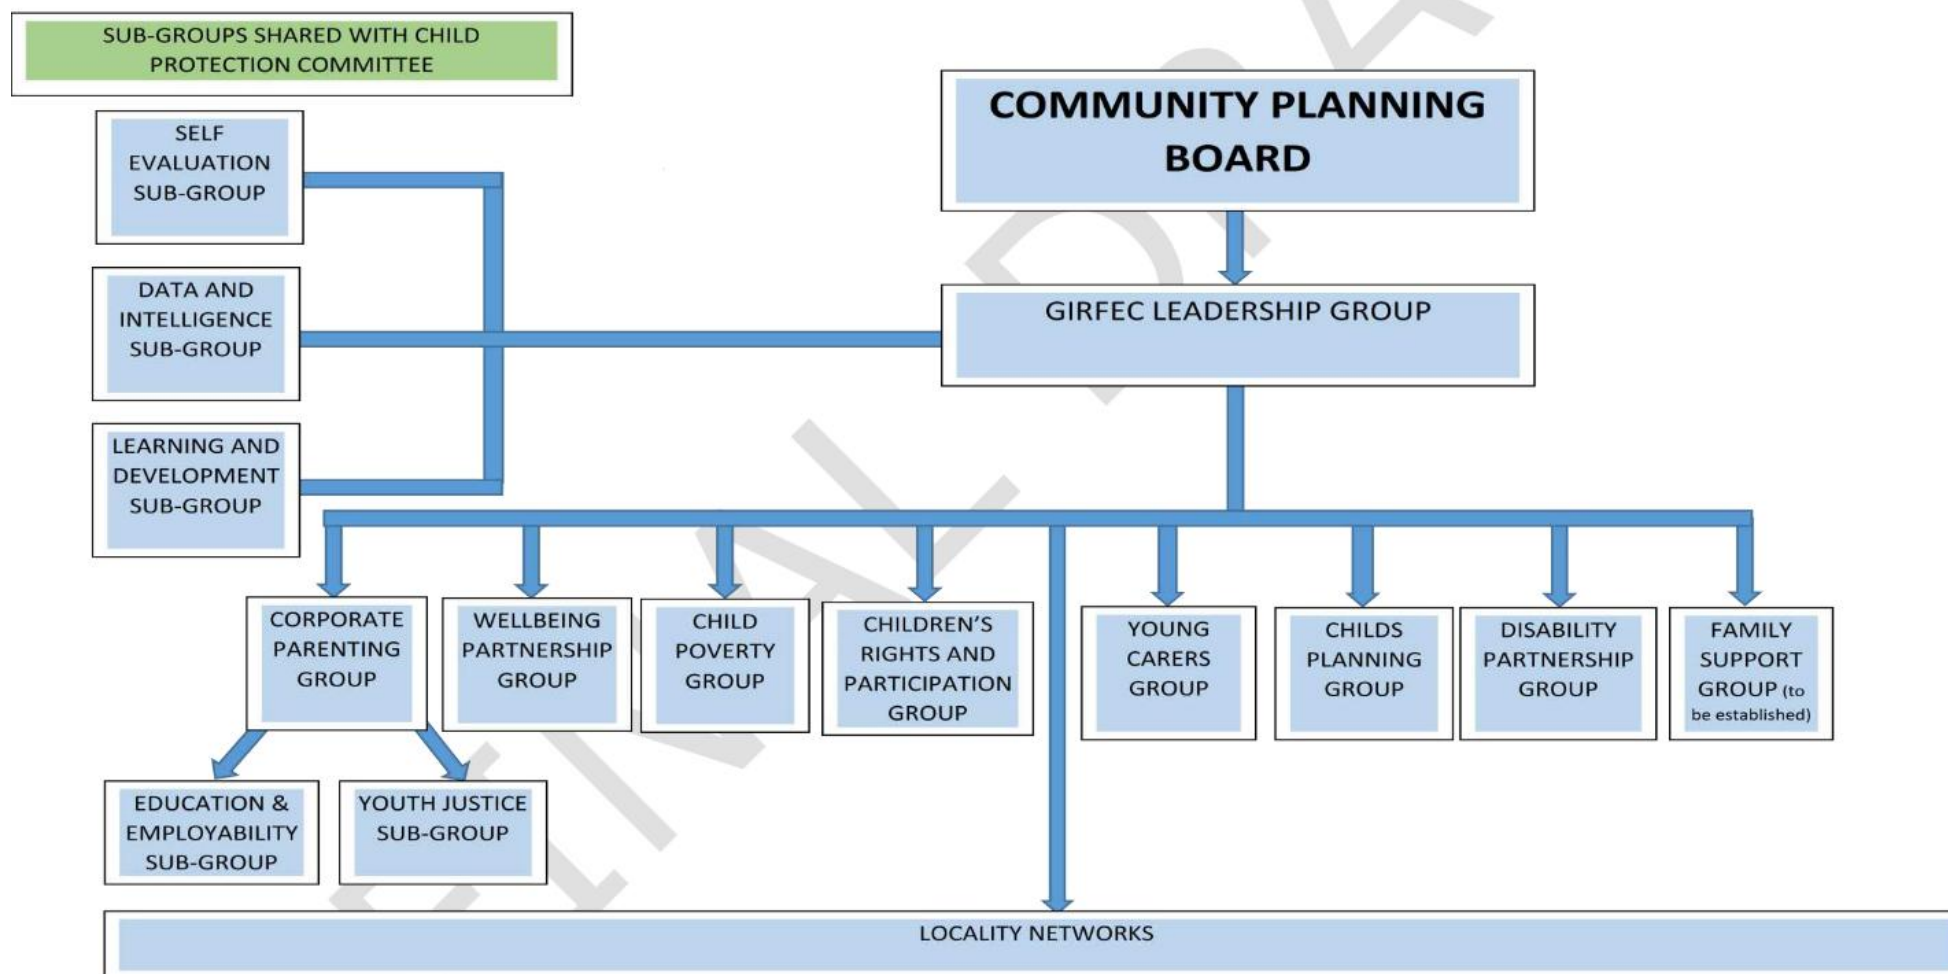 SUB-GROUPS SHARED WITH CHILD
PROTECTION COMMITTEE
COMMUNITY PLANNING
BOARD
SELF
EVALUATION
SUB-GROUP
DATA AND
INTELLIGENCE
SUB-GROUP
GIRFEC LEADERSHIP GROUP
LEARNING AND
DEVELOPMENT
SUB-GROUP
CORPORATE
PARENTING
GROUP
WELLBEING
PARTNERSHIP
GROUP
CHILD
POVERTY
GROUP
CHILDREN’S
RIGHTS AND
PARTICIPATION
GROUP
YOUNG
CARERS
GROUP
CHILDS
PLANNING
GROUP
DISABILITY
PARTNERSHIP
GROUP
FAMILY
SUPPORT
GROUP (to
be established)
EDUCATION &
EMPLOYABILITY
SUB-GROUP
YOUTH JUSTICE
SUB-GROUP
LOCALITY NETWORKS